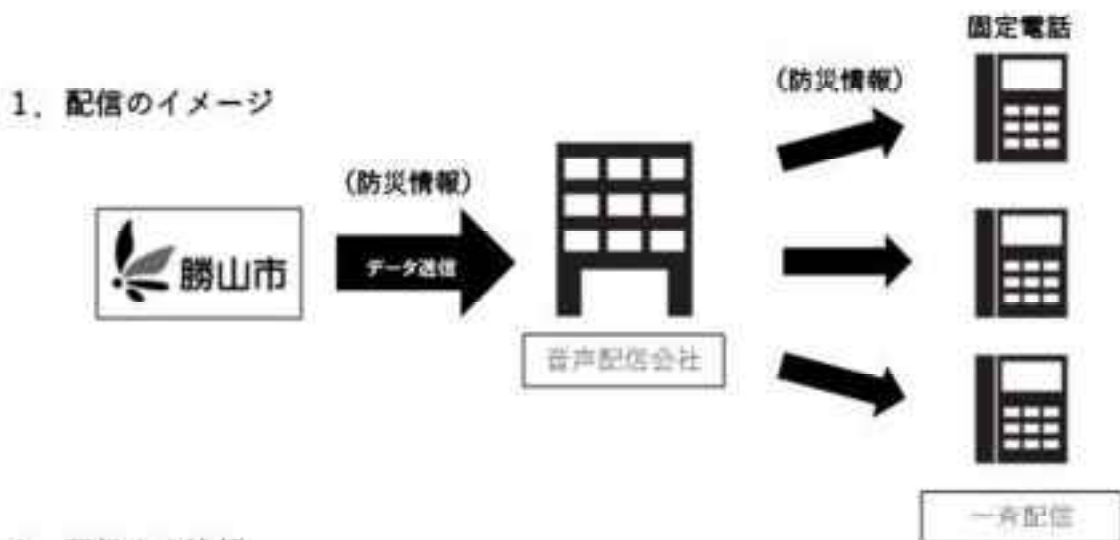 固定電話
(防災情報)
1. 配信のイメージ
(防災情報)
勝山市
データ送信
音声配信会社
一斉配信